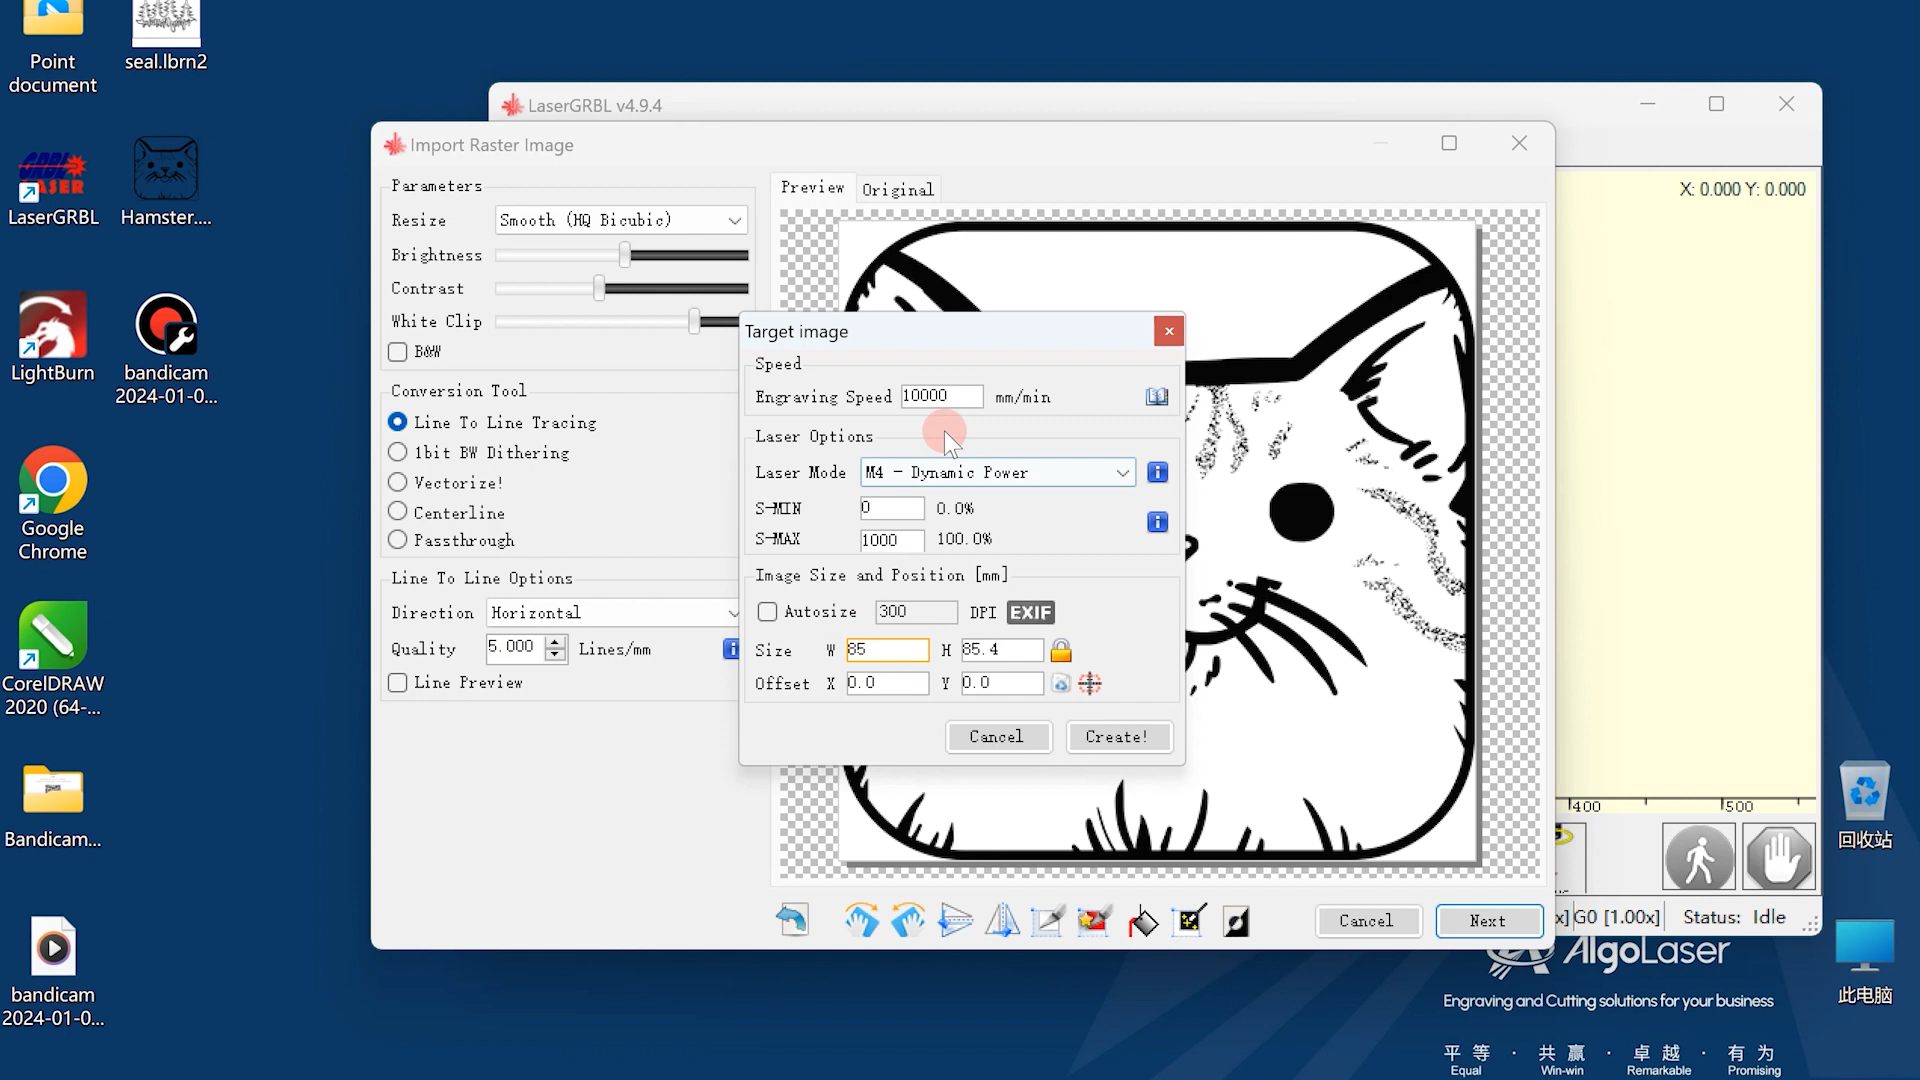 Point
document
seal.lbrn2
LaserGRBL
Hamster....
LightBurn
bandicam
2024-01-0...
Google
Chrome
CorelDRAW
2020 (64-...
Bandicam...
bandicam
2024-01-0...
LaserGRBL v4.9.4
X: 0.000 Y: 0.000
Import Raster Image
Parameters
Resize Smooth (HQ Bicubic)
Brightness
Contrast
White Clip
B&W
Conversion Tool
Line To Line Tracing
1bit BW Dithering
Vectorize!
Centerline
Passthrough
Line To Line Options
Direction Horizontal
Quality 5.000 Lines/mm
Line Preview
Preview Original
Target image
Speed
Engraving Speed 10000 mm/min
Laser Options
Laser Mode M4 - Dynamic Power
S-MIN 0 0.0%
S-MAX 1000 100.0%
Image Size and Position [mm]
Autosize 300 DPI EXIF
Size W 85 H 85.4
Offset X 0.0 Y 0.0
Cancel Create!
Cancel Next
400 500
x] G0 [1.00x] Status: Idle
回收站
此电脑
AlgoLaser
Engraving and Cutting solutions for your business
平等 · 共赢 · 卓越 · 有为
Equal Win-win Remarkable Promising